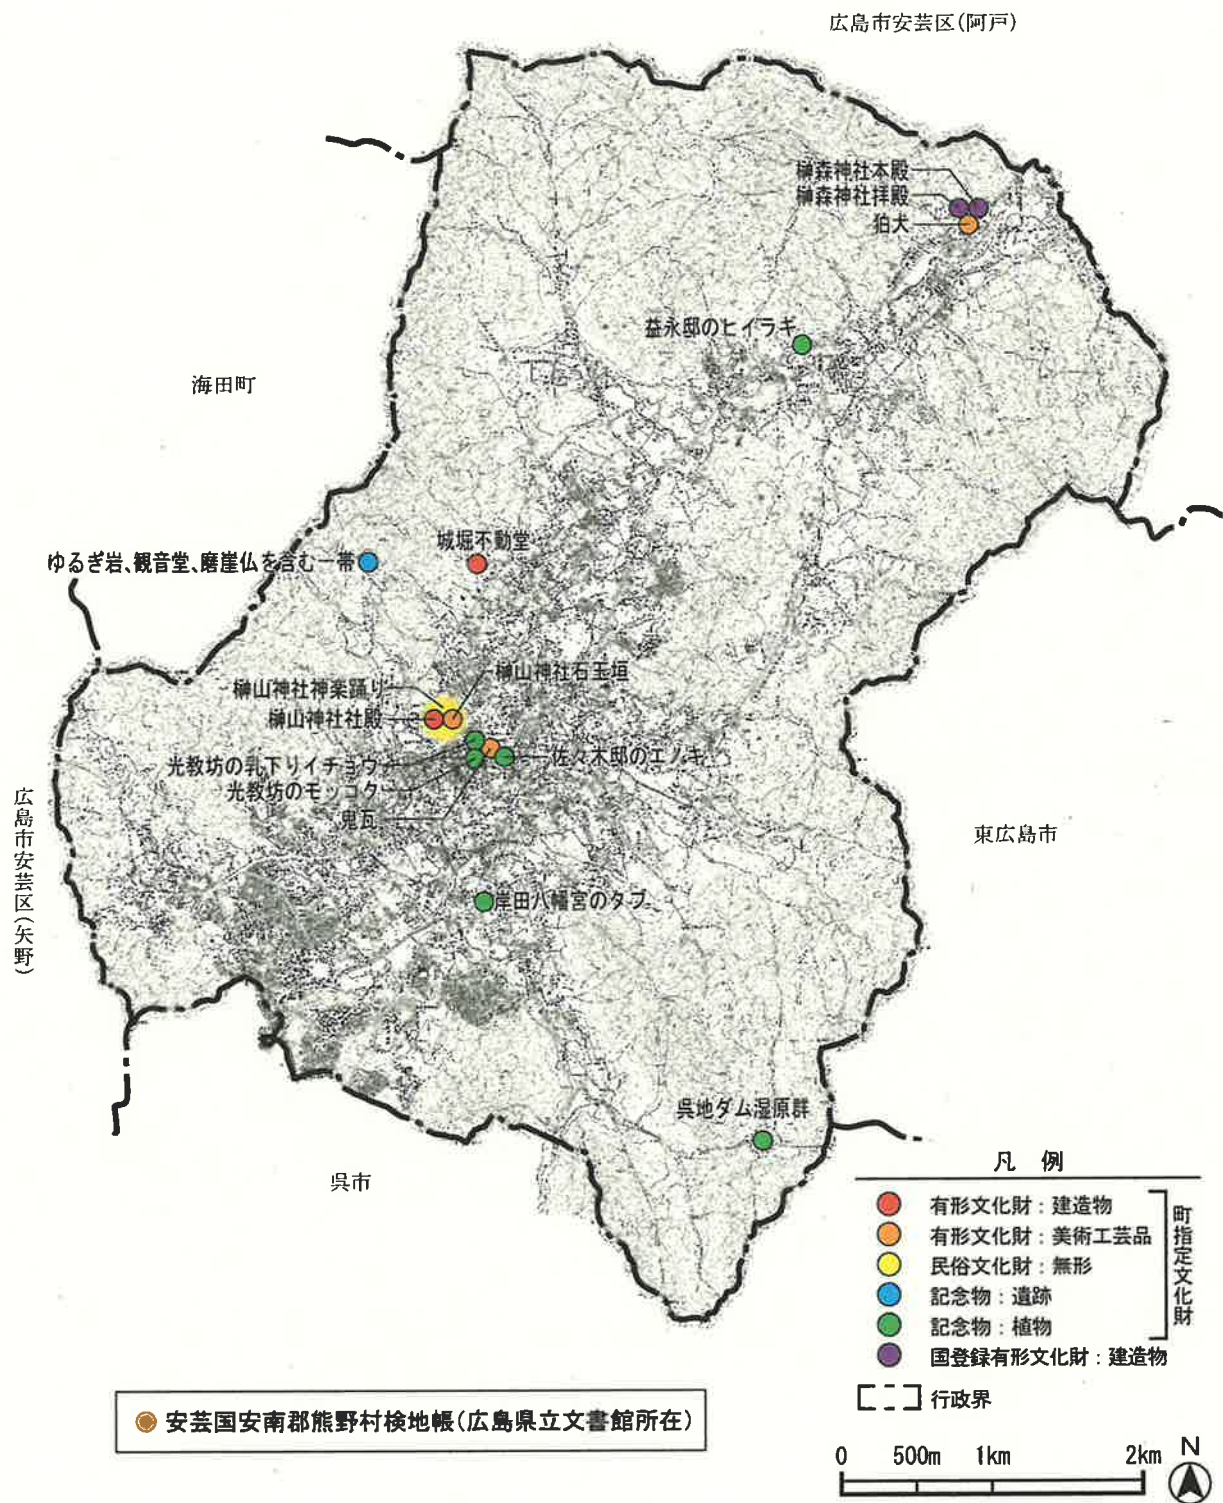 広島市安芸区(阿戸)
榊森神社本殿
榊森神社拝殿
狛犬
益永邸のヒイラギ
海田町
城堀不動堂
ゆるぎ岩、観音堂、磨崖仏を含む一帯
榊山神社石玉垣
榊山神社神楽踊り
榊山神社社殿
光教坊の乳下りイチョウ
佐々木邸のエノキ
光教坊のモッコク
鬼瓦
広島市安芸区(矢野)
東広島市
岸田八幡宮のタブ
呉地ダム湿原群
呉市
凡 例
有形文化財:建造物
有形文化財:美術工芸品
民俗文化財:無形
記念物:遺跡
記念物:植物
町指定文化財
国登録有形文化財:建造物
行政界
安芸国安南郡熊野村検地帳(広島県立文書館所在)
0 500m 1km 2km
N